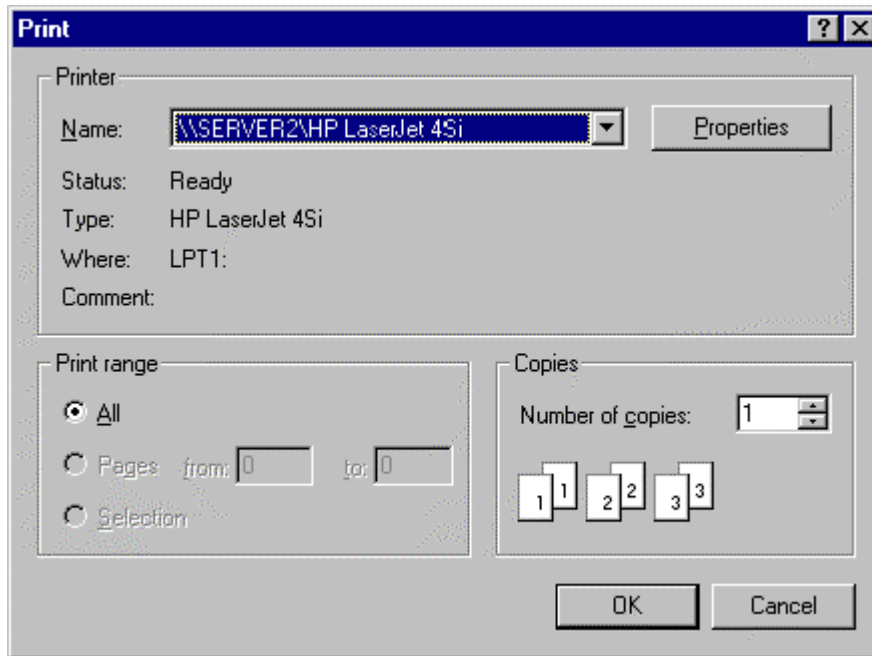 Print
Printer
Name: \\SERVER2\HP LaserJet 4Si Properties
Status: Ready
Type: HP LaserJet 4Si
Where: LPT1:
Comment:
Print range
All
Pages from: 0 to: 0
Selection
Copies
Number of copies: 1
1 1 2 2 3 3
OK Cancel